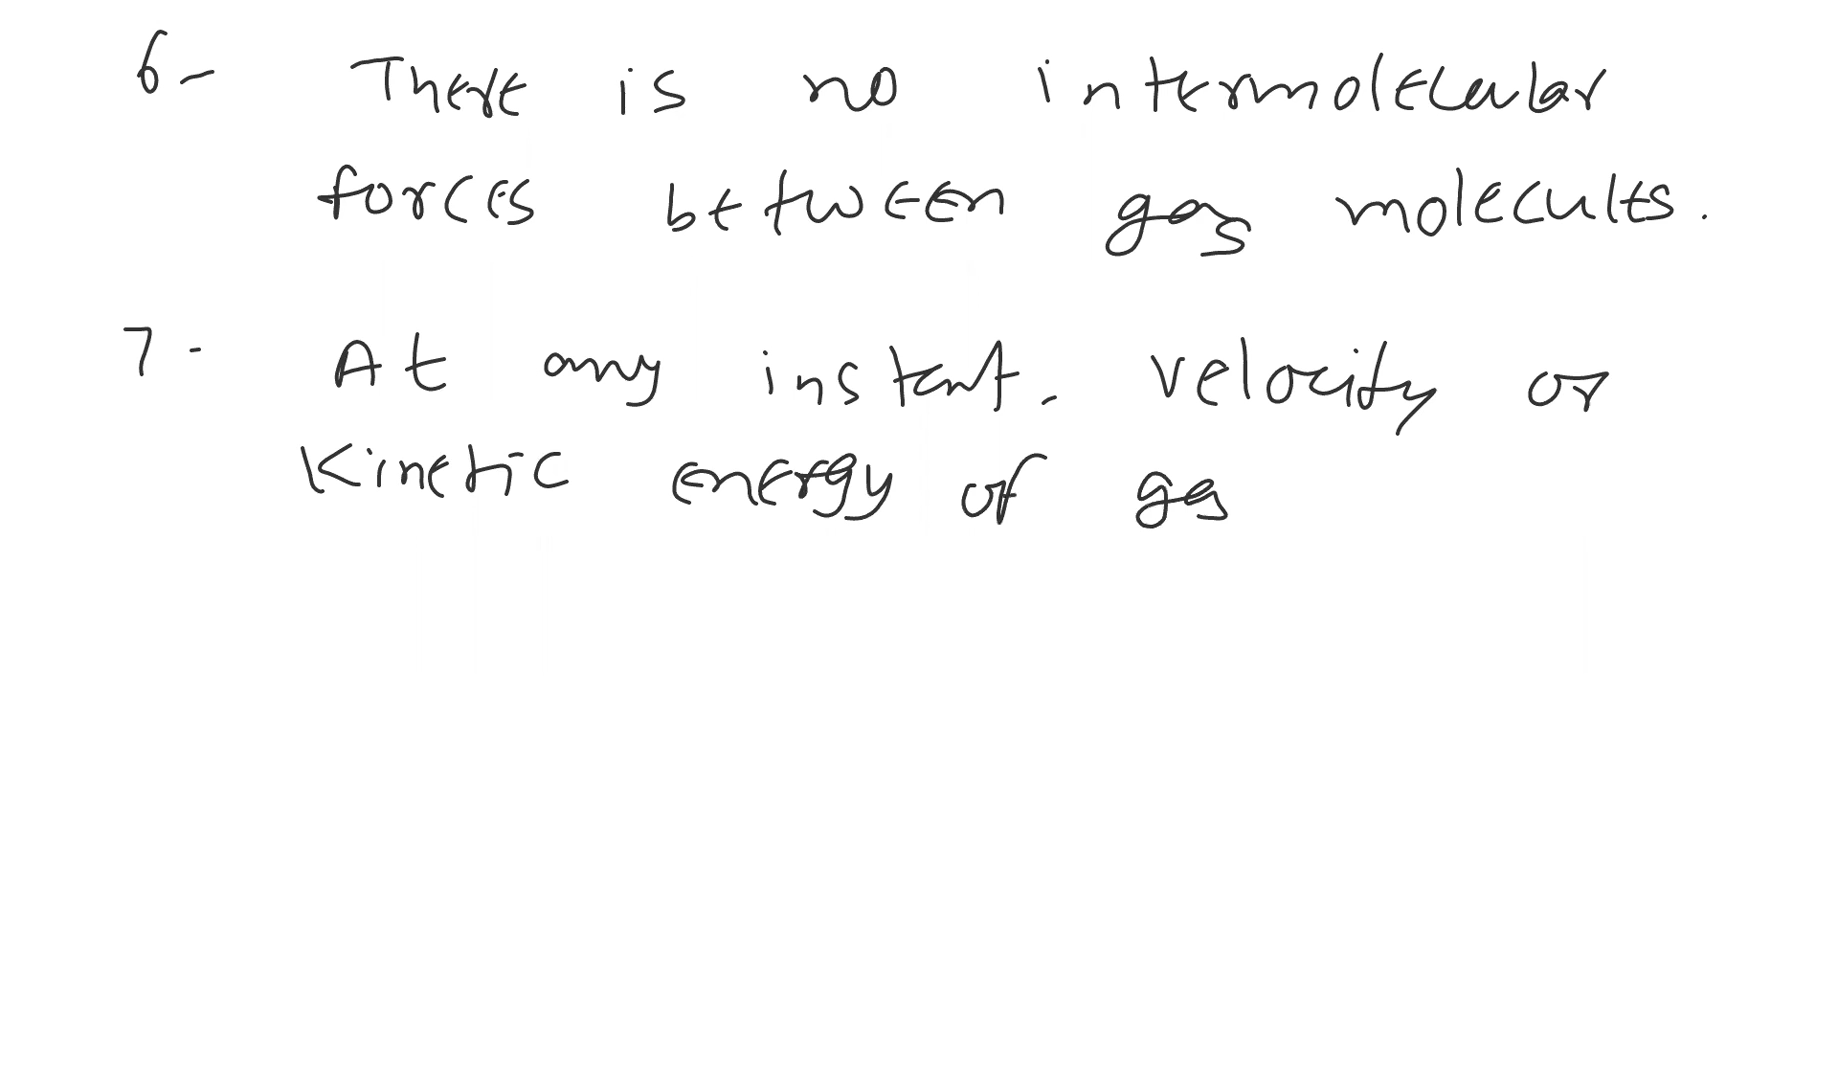 6- There is no intermolecular
forces between gas molecules.
7- At any instant. velocity or
Kinetic energy of gas